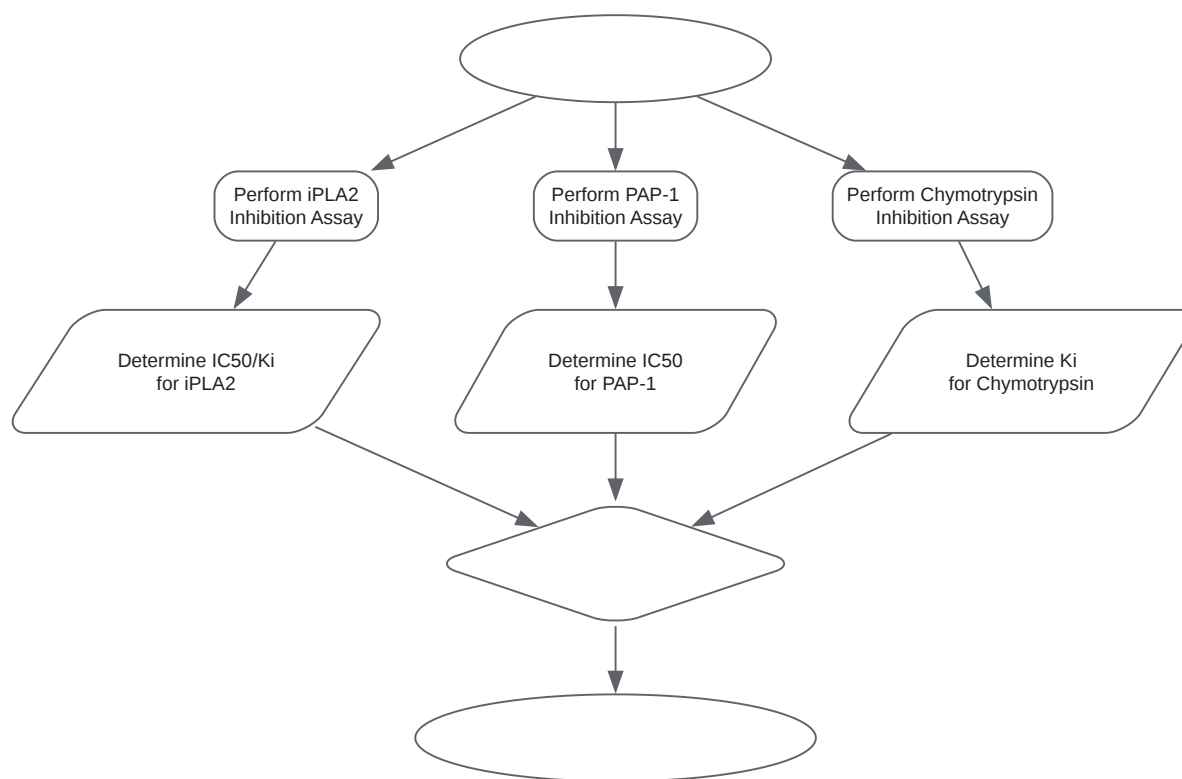 Perform iPLA2
Inhibition Assay
Perform PAP-1
Inhibition Assay
Perform Chymotrypsin
Inhibition Assay
Determine IC50/Ki
for iPLA2
Determine IC50
for PAP-1
Determine Ki
for Chymotrypsin